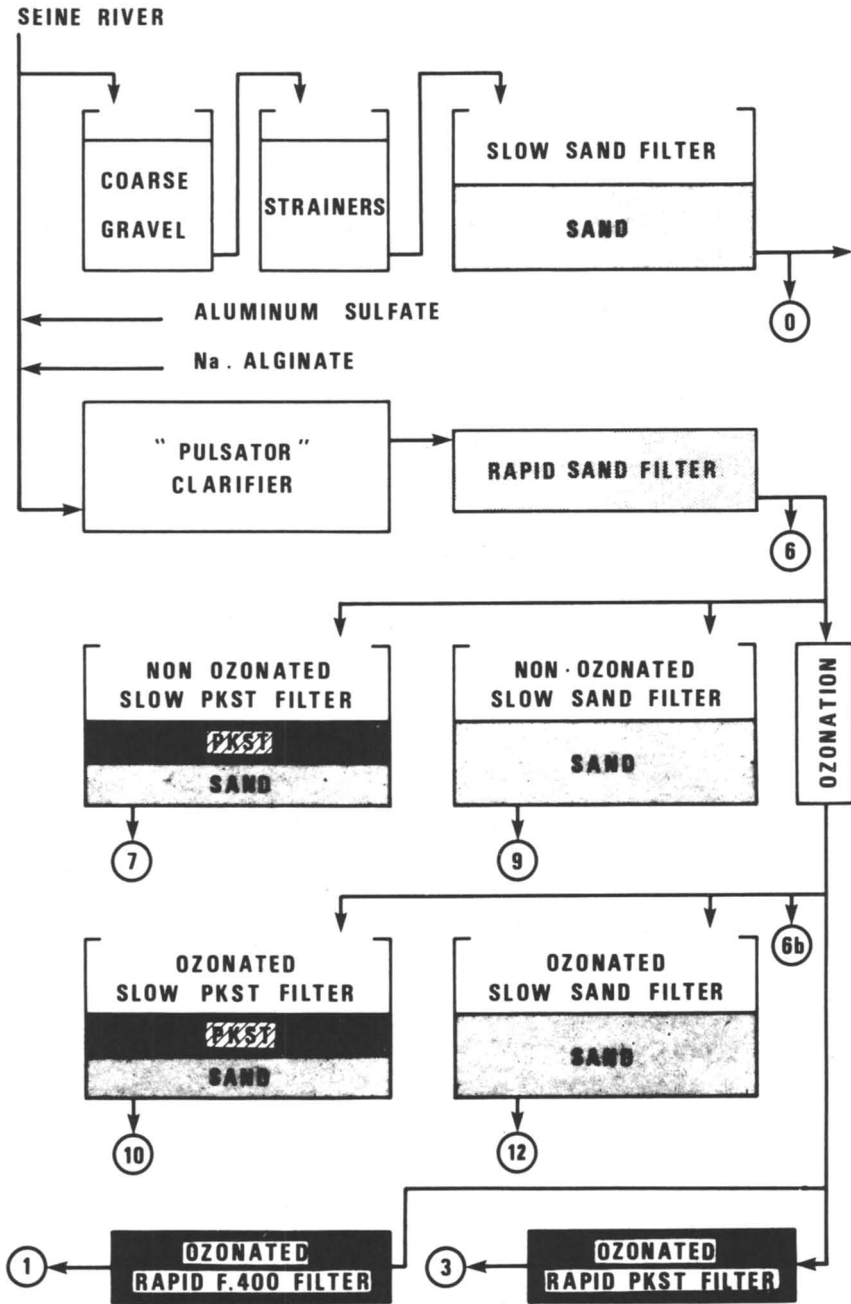 SEINE RIVER
COARSE
GRAVEL
STRAINERS
SLOW SAND FILTER
SAND
0
ALUMINUM SULFATE
Na. ALGINATE
"PULSATOR"
CLARIFIER
RAPID SAND FILTER
6
NON OZONATED
SLOW PKST FILTER
PKST
SAND
7
NON-OZONATED
SLOW SAND FILTER
SAND
9
OZONATION
6b
OZONATED
SLOW PKST FILTER
PKST
SAND
10
OZONATED
SLOW SAND FILTER
SAND
12
1
OZONATED
RAPID F.400 FILTER
3
OZONATED
RAPID PKST FILTER